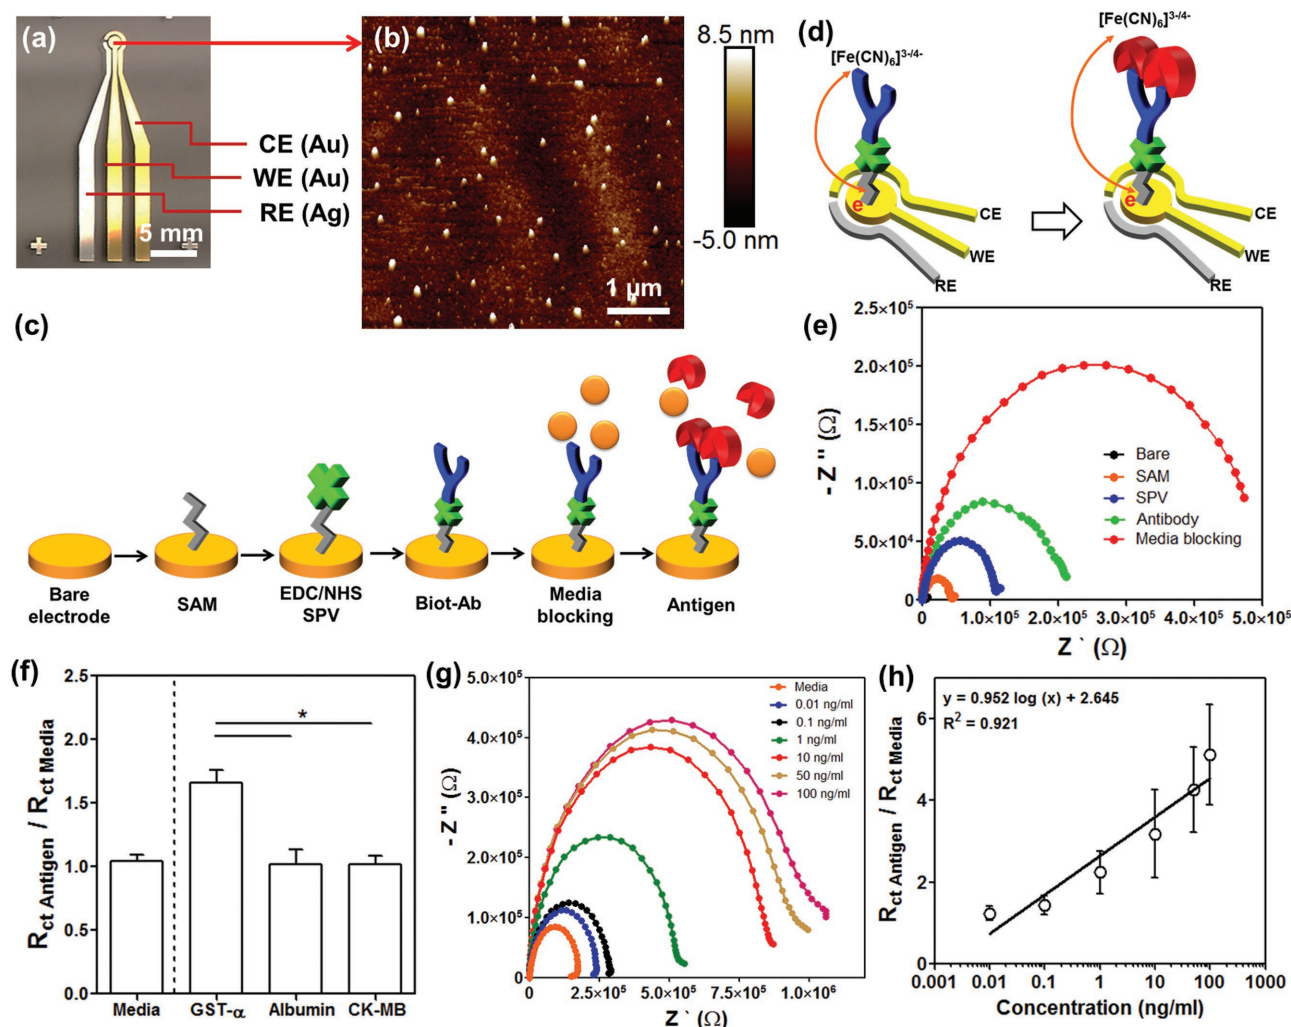 (a)
CE (Au)
WE (Au)
RE (Ag)
5 mm
(b)
8.5 nm
-5.0 nm
1 µm
(d)
[Fe(CN)6]3-/4-
e
CE
WE
RE
[Fe(CN)6]3-/4-
e
CE
WE
RE
(c)
Bare
electrode
SAM
EDC/NHS
SPV
Biot-Ab
Media
blocking
Antigen
(e)
2.5×10⁵
2.0×10⁵
1.5×10⁵
1.0×10⁵
5.0×10⁴
0
- Z '' (Ω)
Bare
SAM
SPV
Antibody
Media blocking
0 1.0×10⁵ 2.0×10⁵ 3.0×10⁵ 4.0×10⁵ 5.0×10⁵
Z ` (Ω)
(f)
2.5
2.0
1.5
1.0
0.5
0.0
Rct Antigen / Rct Media
*
Media GST-α Albumin CK-MB
(g)
5.0×10⁵
4.0×10⁵
3.0×10⁵
2.0×10⁵
1.0×10⁵
0
- Z '' (Ω)
Media
0.01 ng/ml
0.1 ng/ml
1 ng/ml
10 ng/ml
50 ng/ml
100 ng/ml
0 2.5×10⁵ 5.0×10⁵ 7.5×10⁵ 1.0×10⁶
Z ` (Ω)
(h)
y = 0.952 log (x) + 2.645
R² = 0.921
6
4
2
0
Rct Antigen / Rct Media
0.001 0.01 0.1 1 10 100 1000
Concentration (ng/ml)